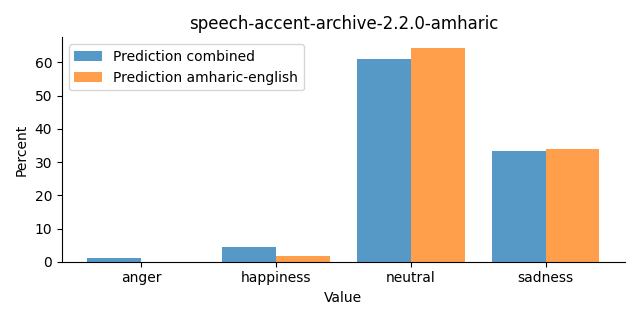 speech-accent-archive-2.2.0-amharic
Prediction combined
Prediction amharic-english
Percent
60
50
40
30
20
10
0
anger happiness neutral sadness
Value